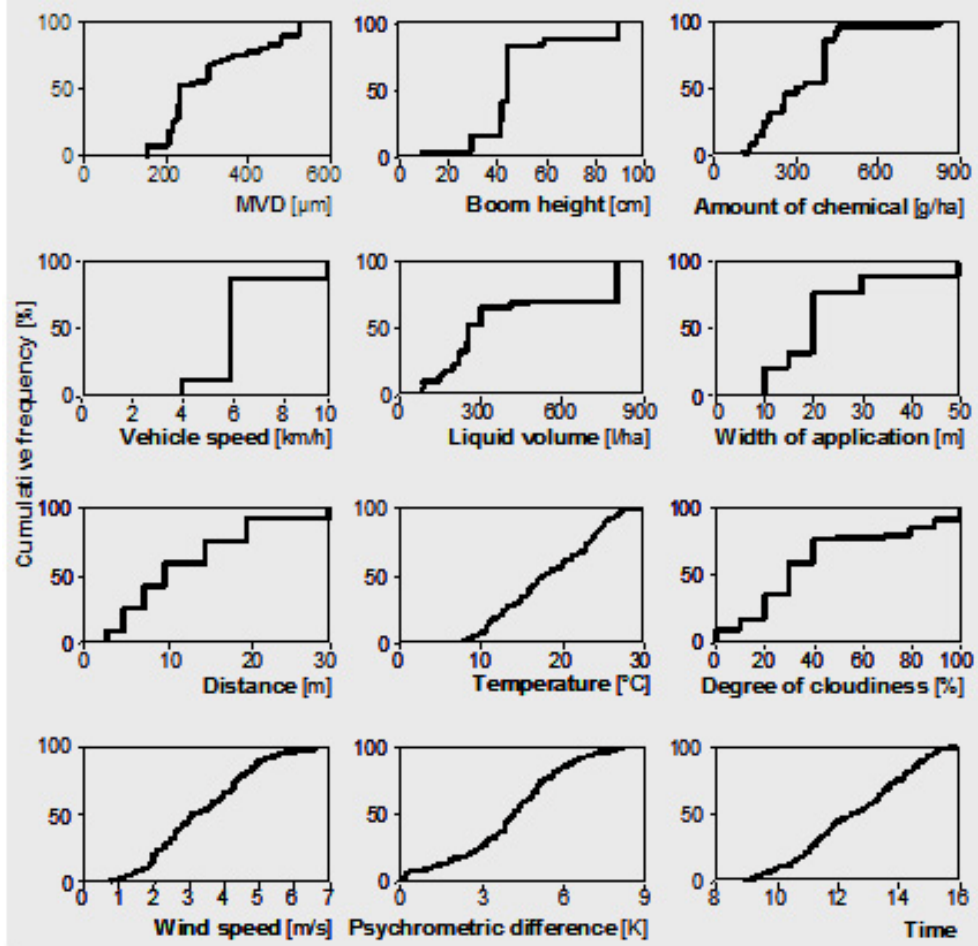 100 100 100
50 50 50
0 0 0
0 200 400 600 0 20 40 60 80 100 0 300 600 900
MVD [µm] Boom height [cm] Amount of chemical [g/ha]
Cumulative frequency [%]
100 100 100
50 50 50
0 0 0
0 2 4 6 8 10 0 300 600 900 0 10 20 30 40 50
Vehicle speed [km/h] Liquid volume [l/ha] Width of application [m]
100 100 100
50 50 50
0 0 0
0 10 20 30 0 10 20 30 0 20 40 60 80 100
Distance [m] Temperature [°C] Degree of cloudiness [%]
100 100 100
50 50 50
0 0 0
1 2 3 4 5 6 7 0 3 6 9 8 10 12 14 16
Wind speed [m/s] Psychrometric difference [K] Time